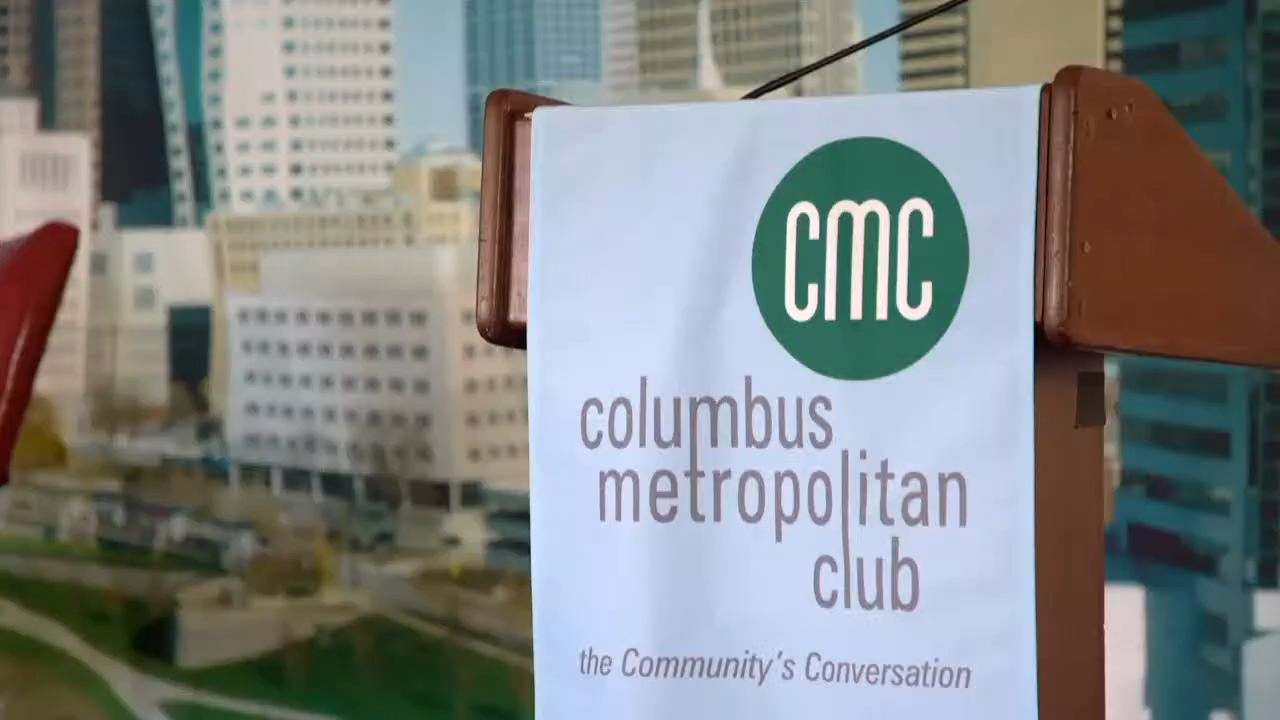 cmc
columbus
metropolitan
club
the Community's Conversation